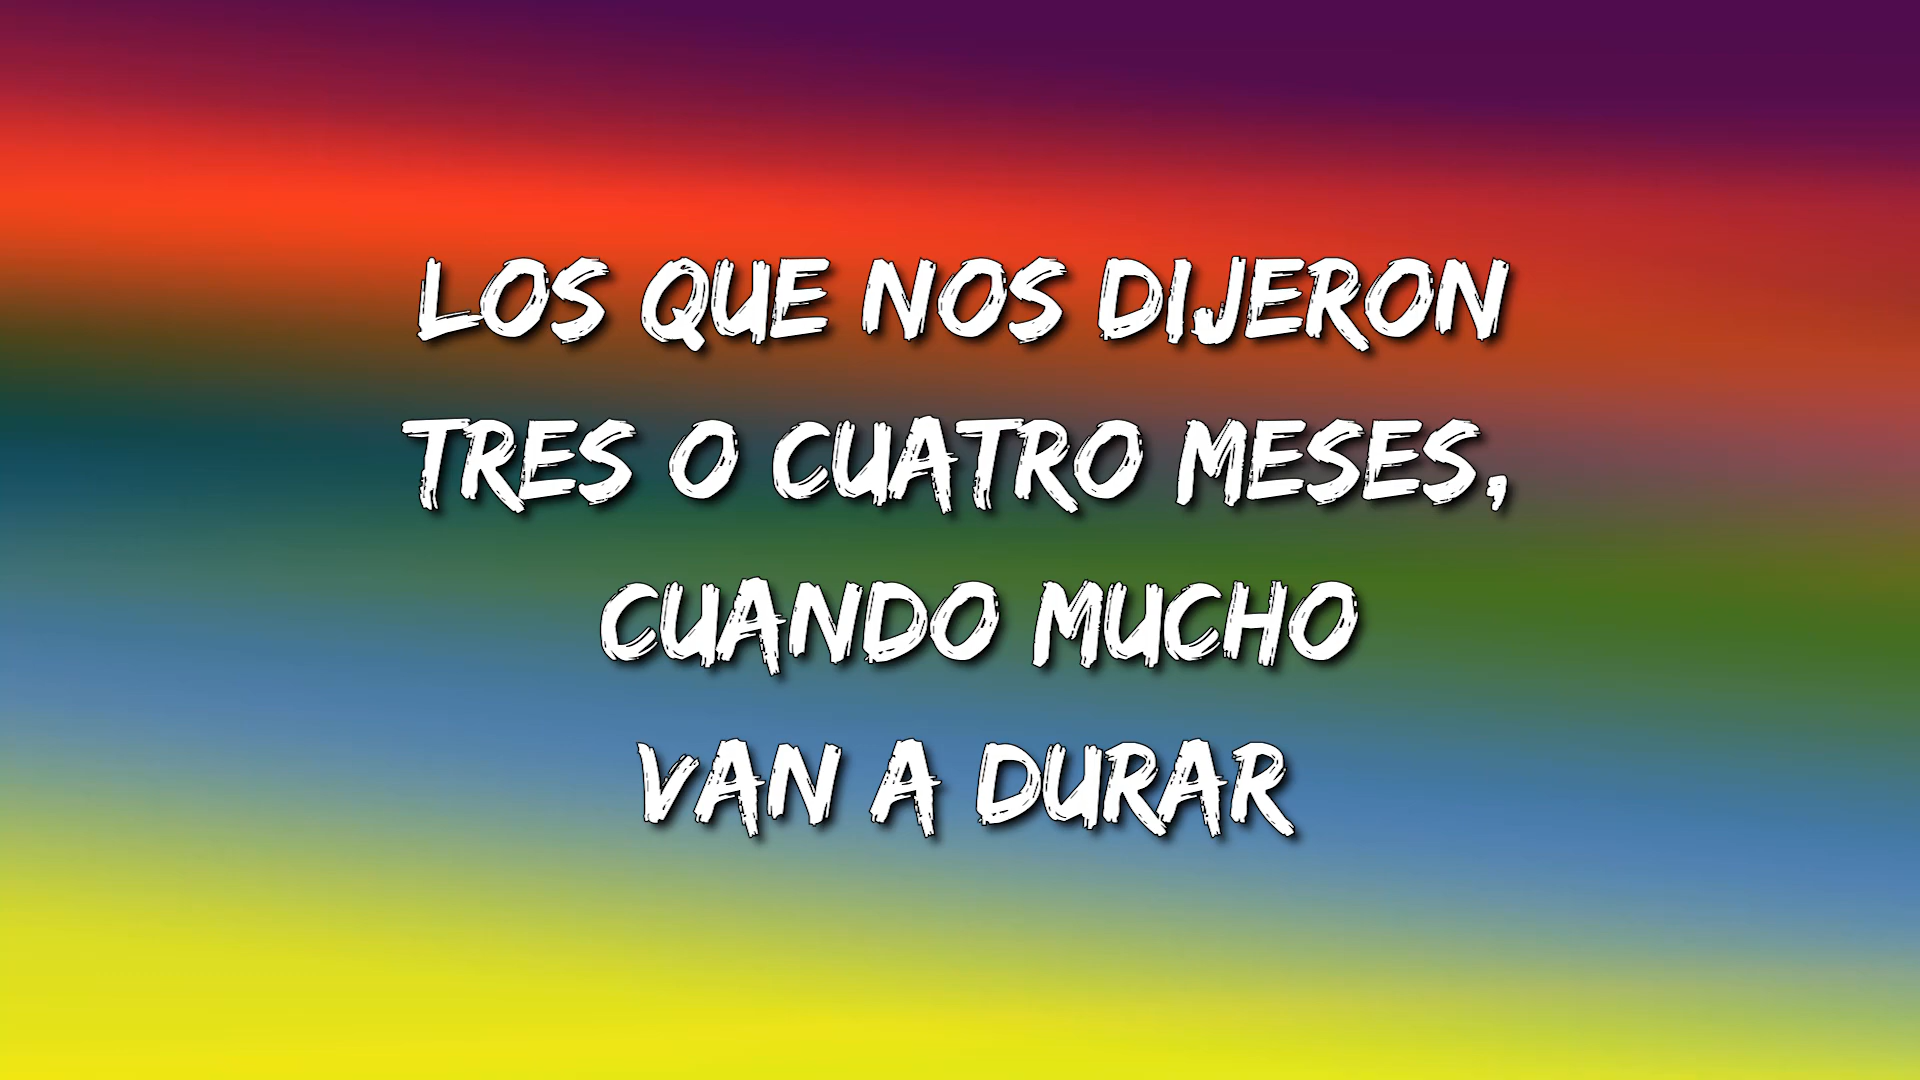 LOS QUE NOS DIJERON
TRES O CUATRO MESES,
CUANDO MUCHO
VAN A DURAR